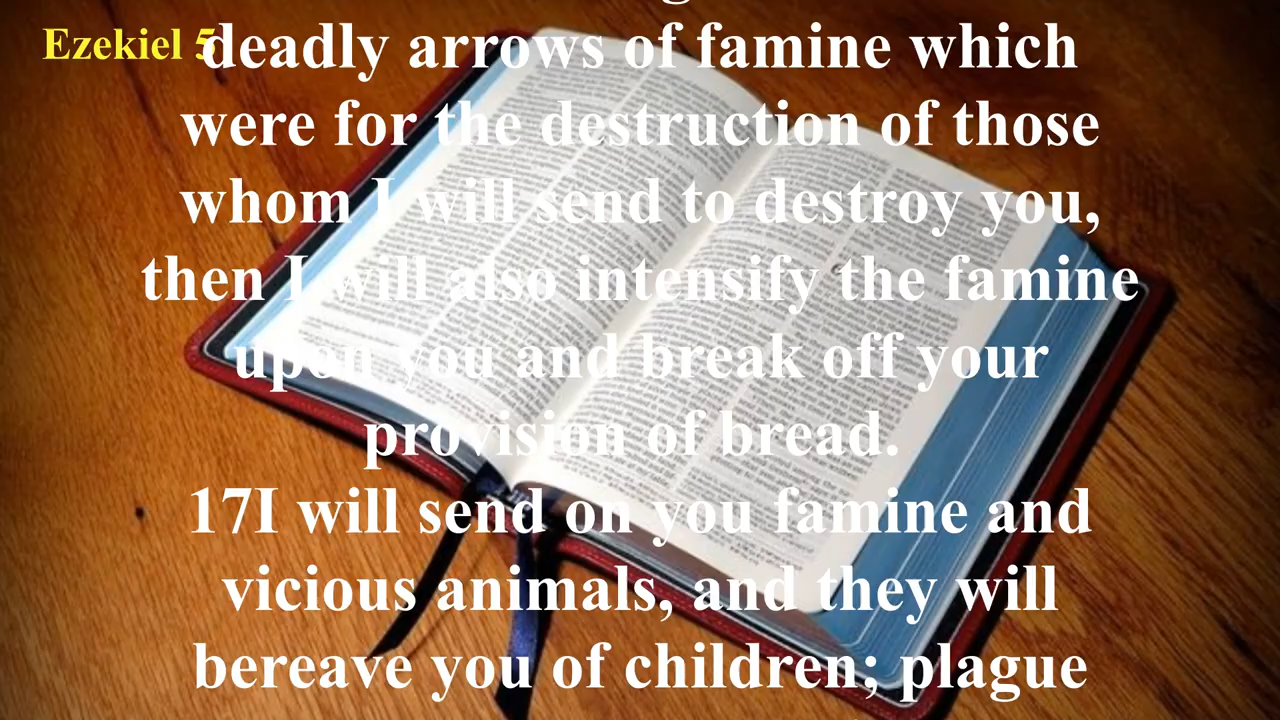 Ezekiel 5
deadly arrows of famine which
were for the destruction of those
whom I will send to destroy you,
then I will also intensify the famine
upon you and break off your
provision of bread.
17I will send on you famine and
vicious animals, and they will
bereave you of children; plague